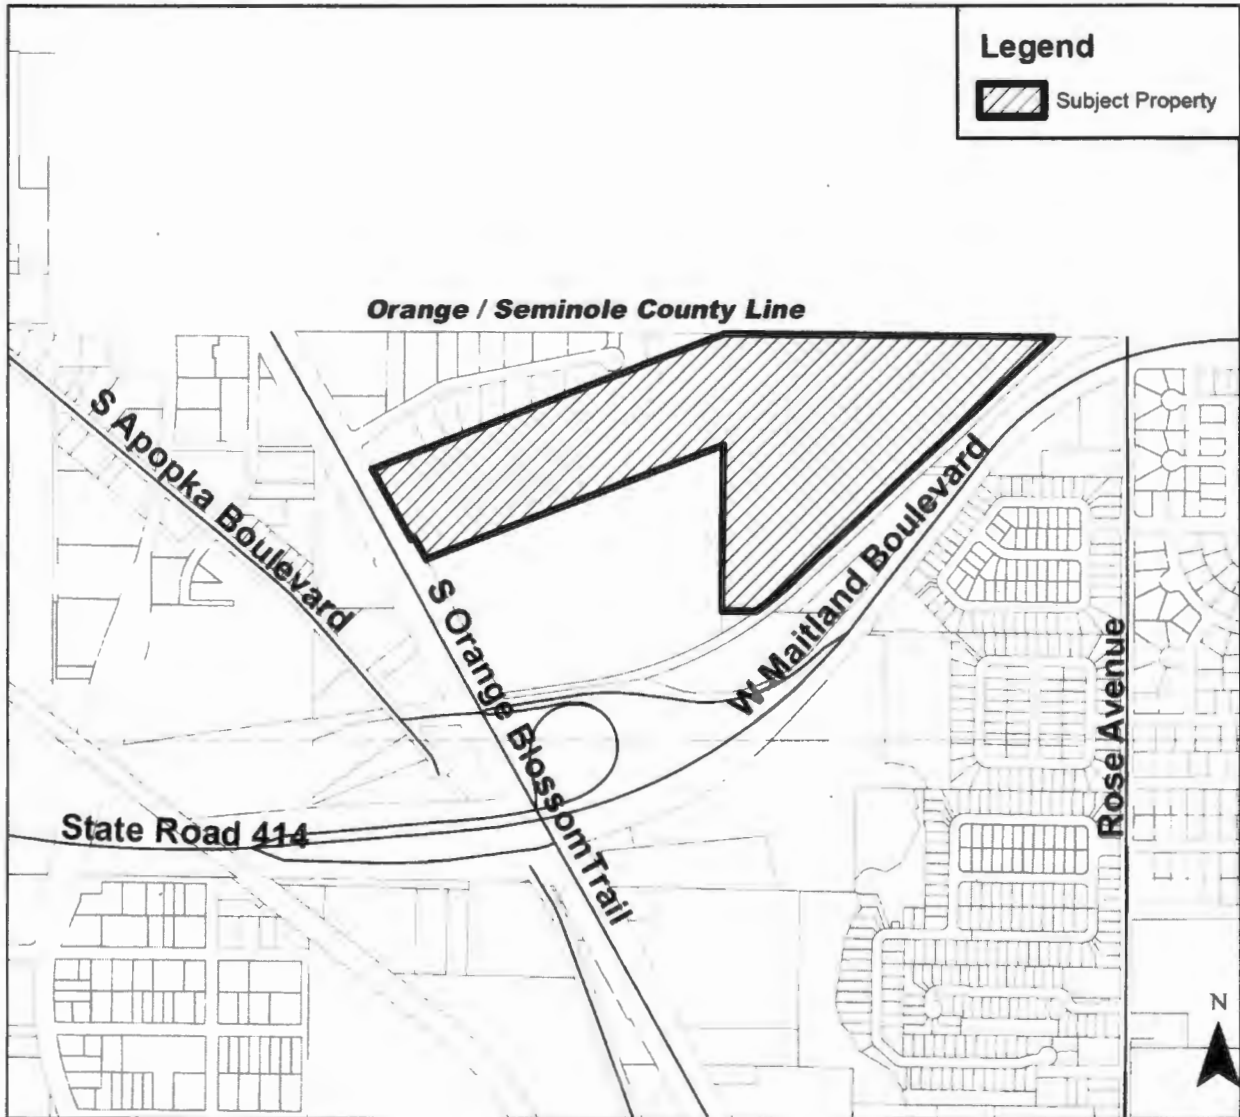 Legend
Subject Property
Orange / Seminole County Line
S Apopka Boulevard
S Orange Blossom Trail
W Maitland Boulevard
Rose Avenue
State Road 414
N